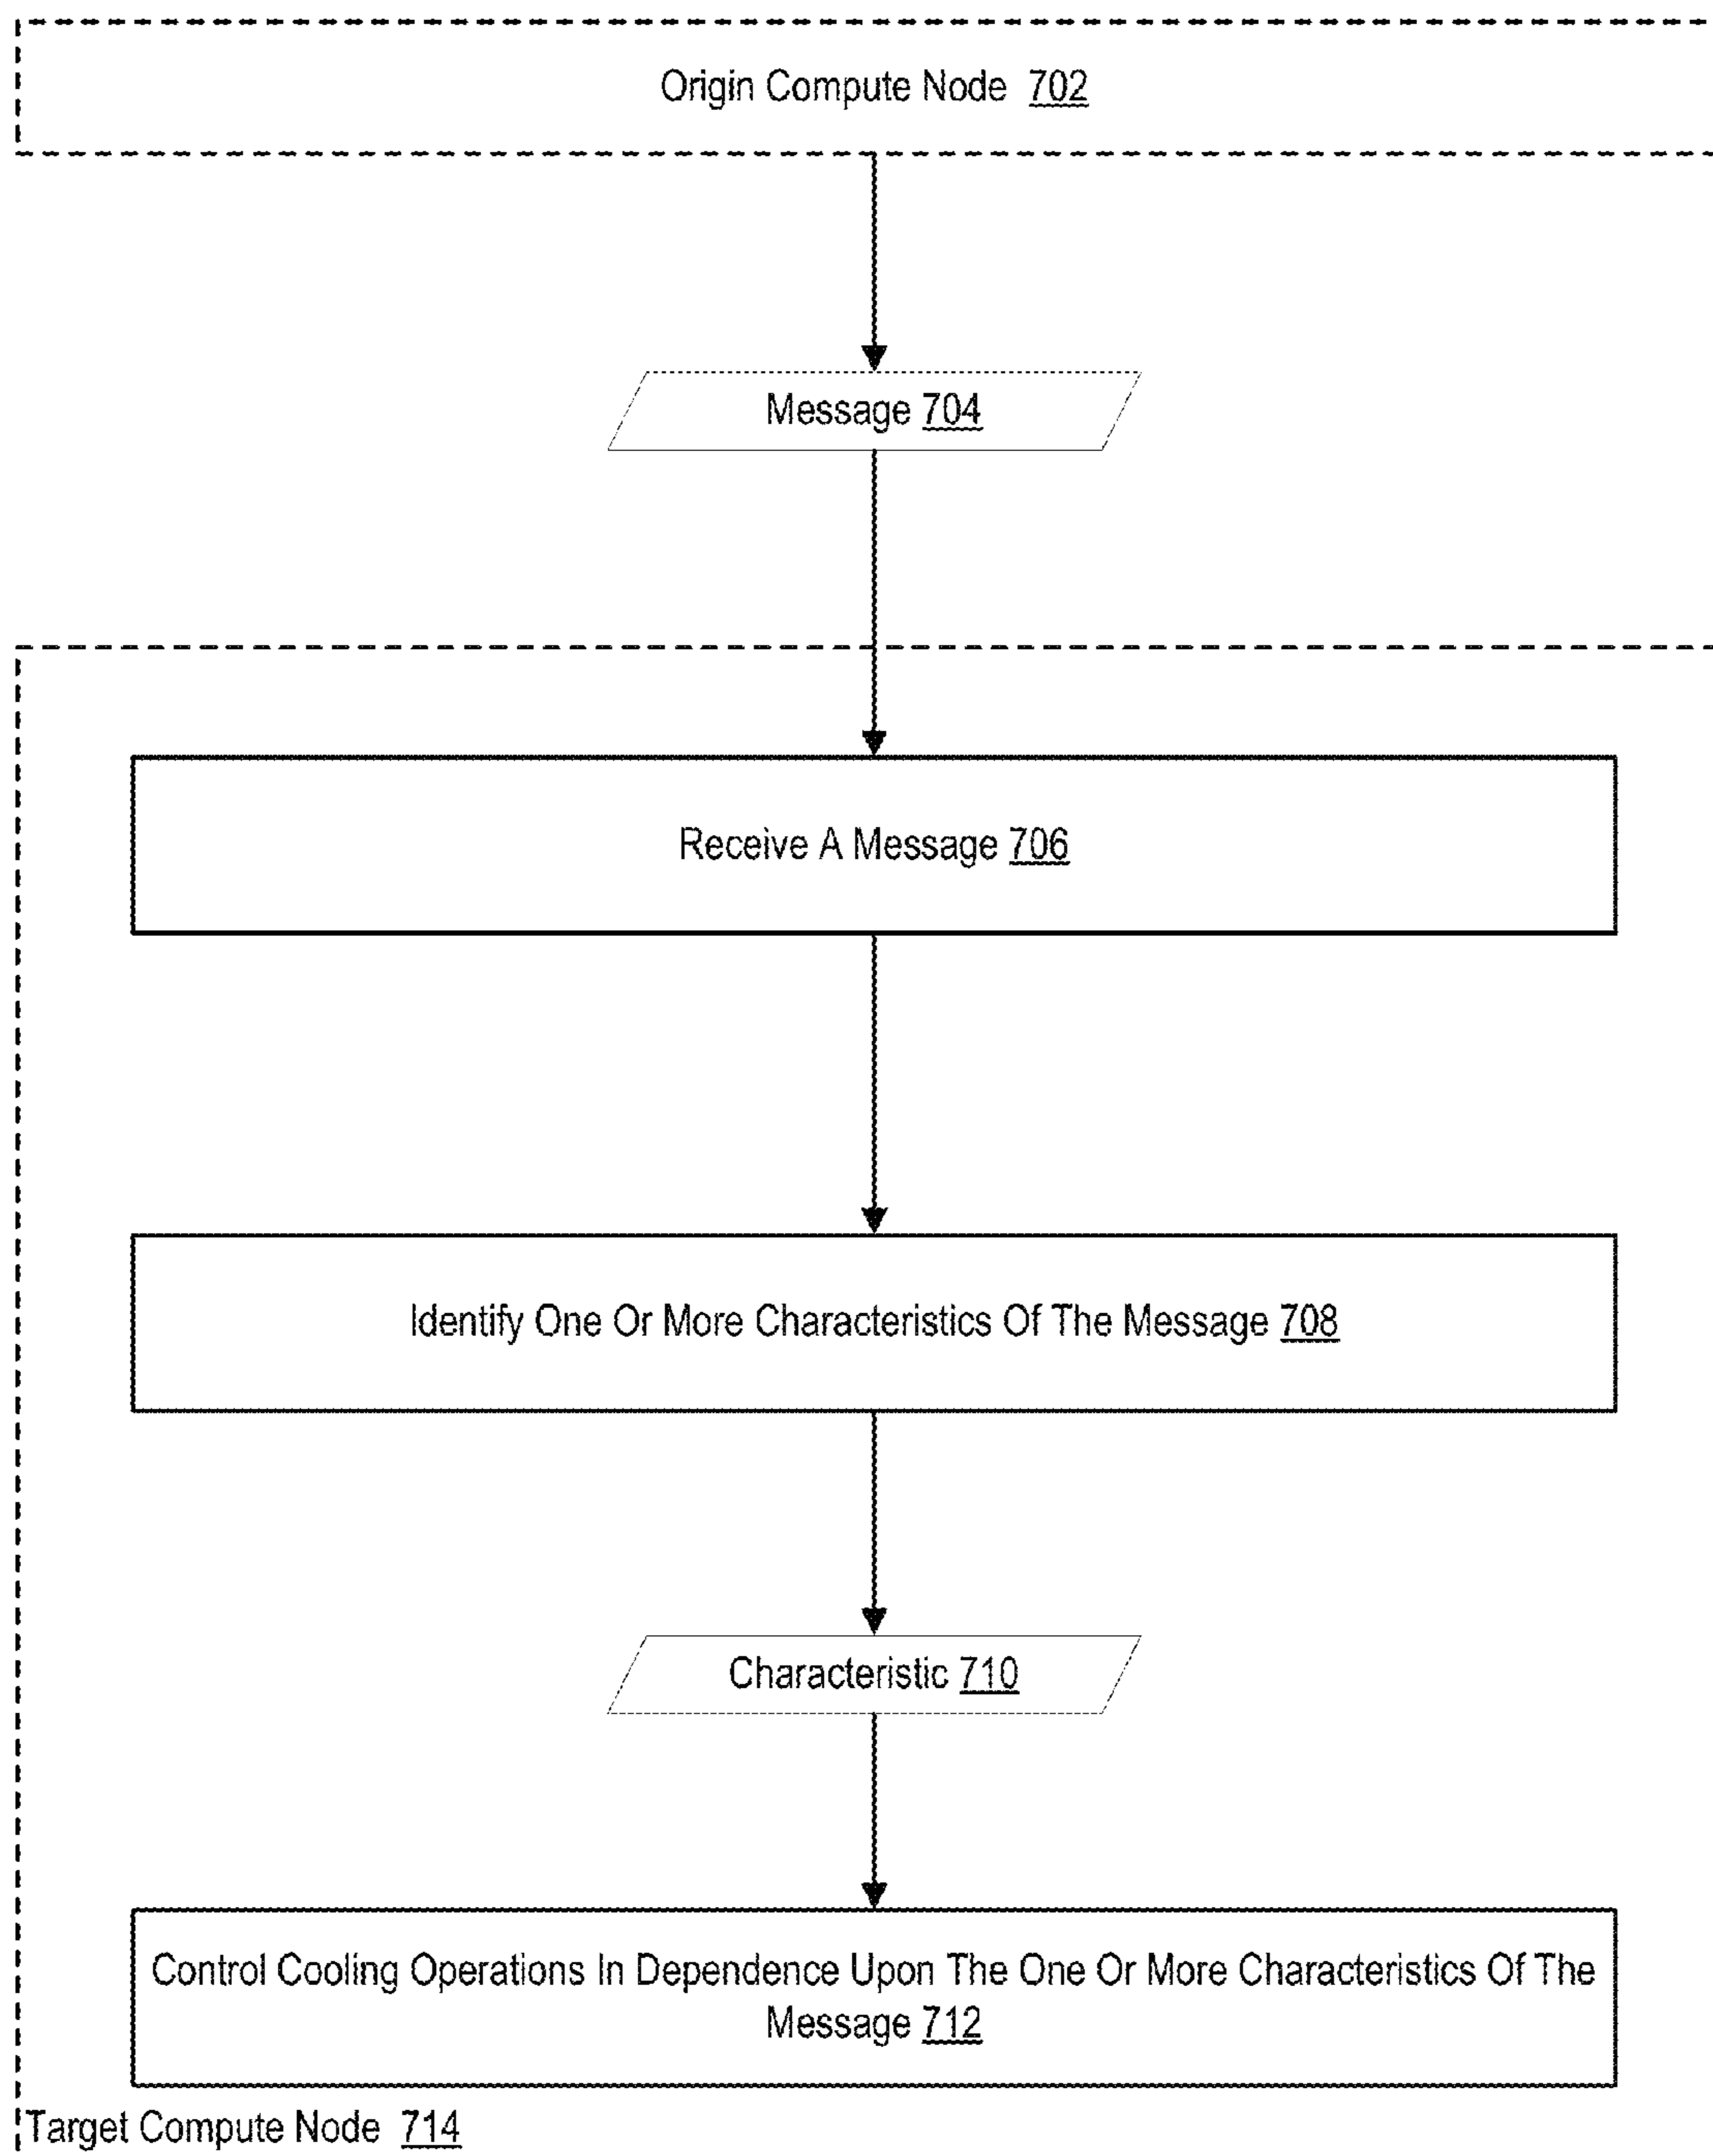 Origin Compute Node 702
Message 704
Receive A Message 706
Identify One Or More Characteristics Of The Message 708
Characteristic 710
Control Cooling Operations In Dependence Upon The One Or More Characteristics Of The
Message 712
Target Compute Node 714